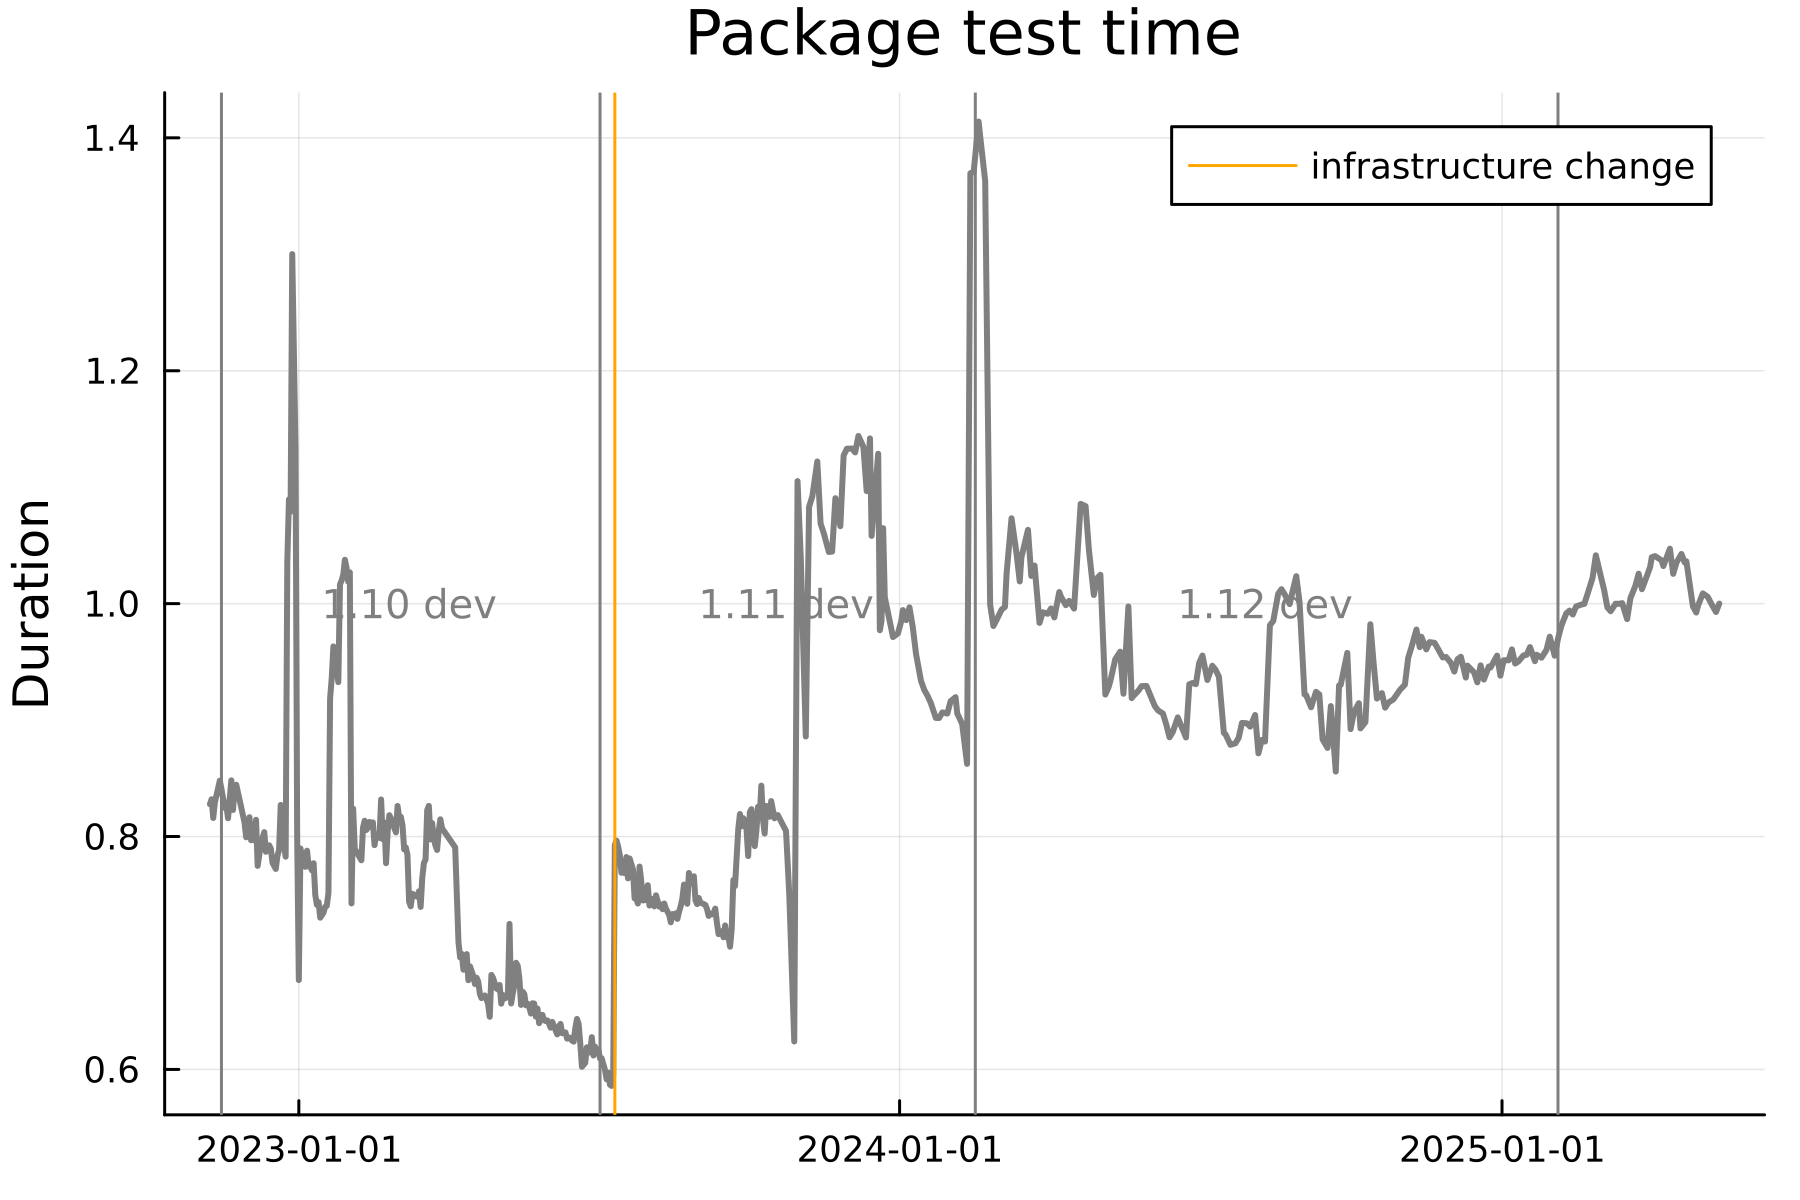 Package test time
1.4
infrastructure change
1.2
1.0
1.10 dev
1.11 dev
1.12 dev
0.8
0.6
Duration
2023-01-01
2024-01-01
2025-01-01